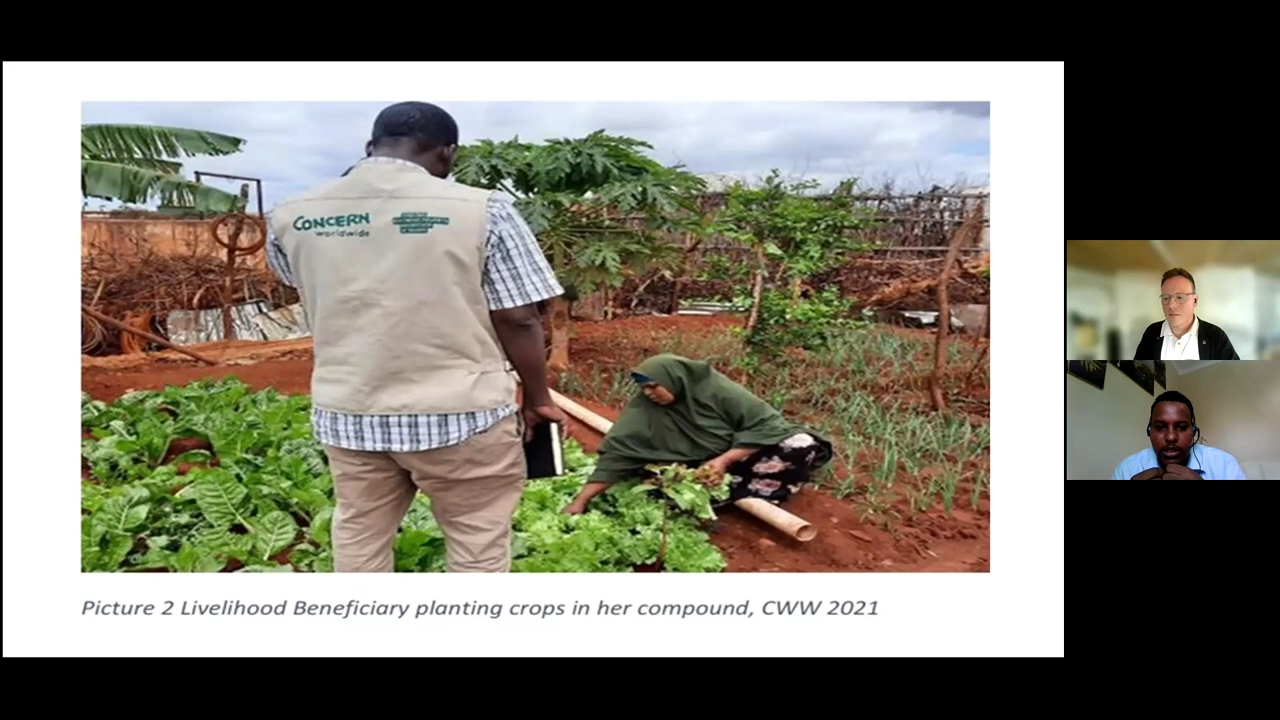 CONCERN
worldwide
Picture 2 Livelihood Beneficiary planting crops in her compound, CWW 2021